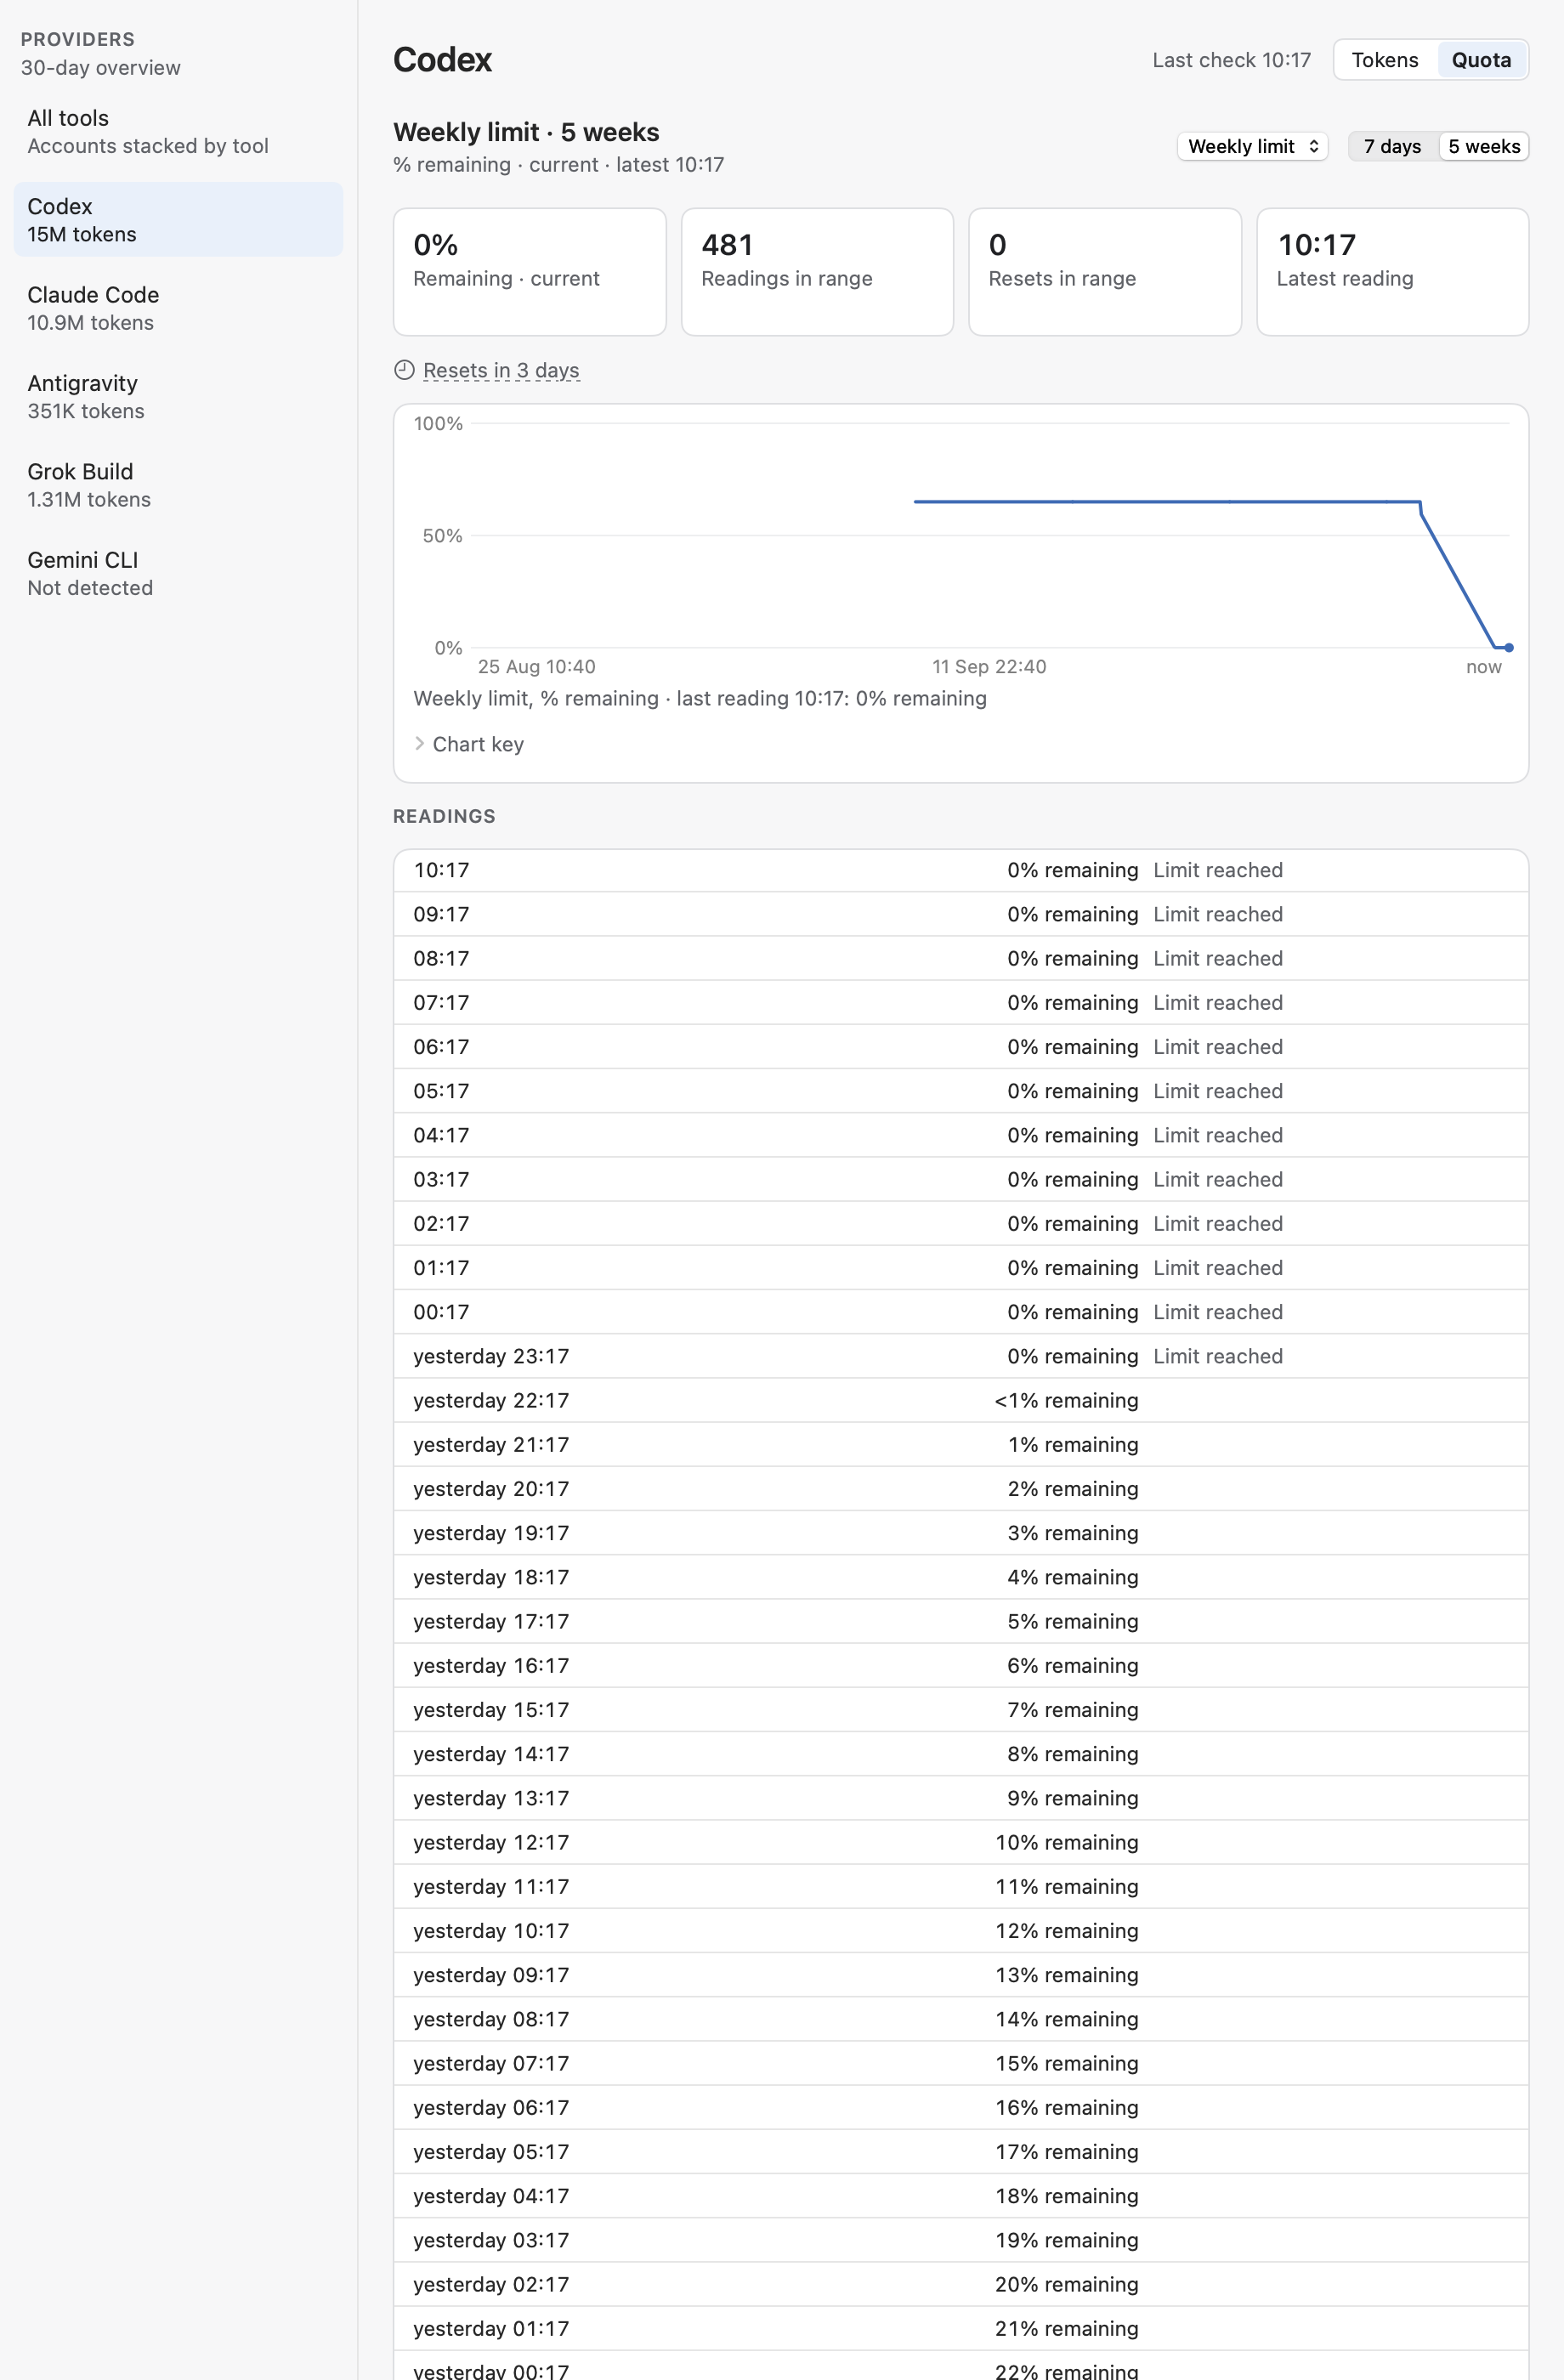 PROVIDERS
30-day overview
All tools
Accounts stacked by tool
Codex
15M tokens
Claude Code
10.9M tokens
Antigravity
351K tokens
Grok Build
1.31M tokens
Gemini CLI
Not detected
Codex
Last check 10:17
Tokens
Quota
Weekly limit · 5 weeks
% remaining · current · latest 10:17
Weekly limit
7 days
5 weeks
0%
Remaining · current
481
Readings in range
0
Resets in range
10:17
Latest reading
Resets in 3 days
100%
50%
0%
25 Aug 10:40
11 Sep 22:40
now
Weekly limit, % remaining · last reading 10:17: 0% remaining
Chart key
READINGS
10:17 0% remaining Limit reached
09:17 0% remaining Limit reached
08:17 0% remaining Limit reached
07:17 0% remaining Limit reached
06:17 0% remaining Limit reached
05:17 0% remaining Limit reached
04:17 0% remaining Limit reached
03:17 0% remaining Limit reached
02:17 0% remaining Limit reached
01:17 0% remaining Limit reached
00:17 0% remaining Limit reached
yesterday 23:17 0% remaining Limit reached
yesterday 22:17 <1% remaining
yesterday 21:17 1% remaining
yesterday 20:17 2% remaining
yesterday 19:17 3% remaining
yesterday 18:17 4% remaining
yesterday 17:17 5% remaining
yesterday 16:17 6% remaining
yesterday 15:17 7% remaining
yesterday 14:17 8% remaining
yesterday 13:17 9% remaining
yesterday 12:17 10% remaining
yesterday 11:17 11% remaining
yesterday 10:17 12% remaining
yesterday 09:17 13% remaining
yesterday 08:17 14% remaining
yesterday 07:17 15% remaining
yesterday 06:17 16% remaining
yesterday 05:17 17% remaining
yesterday 04:17 18% remaining
yesterday 03:17 19% remaining
yesterday 02:17 20% remaining
yesterday 01:17 21% remaining
yesterday 00:17 22% remaining